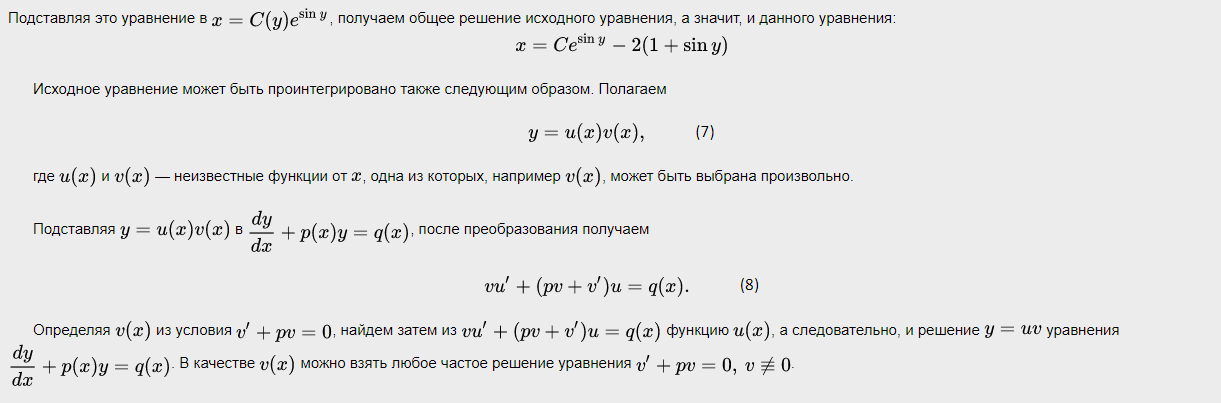 Подставляя это уравнение в $x = C(y)e^{\sin y}$, получаем общее решение исходного уравнения, а значит, и данного уравнения:
$x = Ce^{\sin y} - 2(1 + \sin y)$
Исходное уравнение может быть проинтегрировано также следующим образом. Полагаем
$y = u(x)v(x),$ (7)
где $u(x)$ и $v(x)$ — неизвестные функции от $x$, одна из которых, например $v(x)$, может быть выбрана произвольно.
Подставляя $y = u(x)v(x)$ в $\dfrac{dy}{dx} + p(x)y = q(x)$, после преобразования получаем
$vu' + (pv + v')u = q(x).$ (8)
Определяя $v(x)$ из условия $v' + pv = 0$, найдем затем из $vu' + (pv + v')u = q(x)$ функцию $u(x)$, а следовательно, и решение $y = uv$ уравнения
$\dfrac{dy}{dx} + p(x)y = q(x)$. В качестве $v(x)$ можно взять любое частое решение уравнения $v' + pv = 0,\ v \not\equiv 0$.